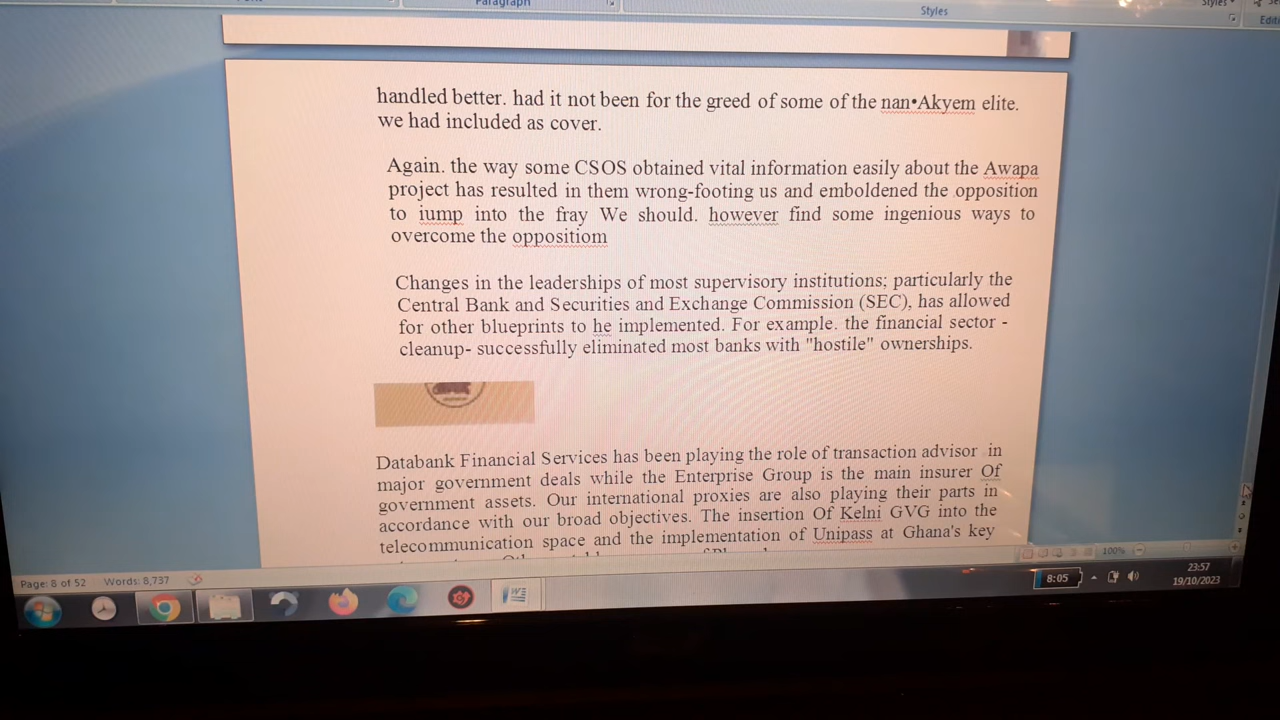 Paragraph
Styles
Styles
handled better. had it not been for the greed of some of the nan•Akyem elite.
we had included as cover.
Again. the way some CSOS obtained vital information easily about the Awapa
project has resulted in them wrong-footing us and emboldened the opposition
to iump into the fray We should. however find some ingenious ways to
overcome the oppositiom
Changes in the leaderships of most supervisory institutions; particularly the
Central Bank and Securities and Exchange Commission (SEC), has allowed
for other blueprints to he implemented. For example. the financial sector -
cleanup- successfully eliminated most banks with "hostile" ownerships.
Databank Financial Services has been playing the role of transaction advisor in
major government deals while the Enterprise Group is the main insurer Of
government assets. Our international proxies are also playing their parts in
accordance with our broad objectives. The insertion Of Kelni GVG into the
telecommunication space and the implementation of Unipass at Ghana's key
Page: 8 of 52 Words: 8,737
100%
8:05
23:57
19/10/2023